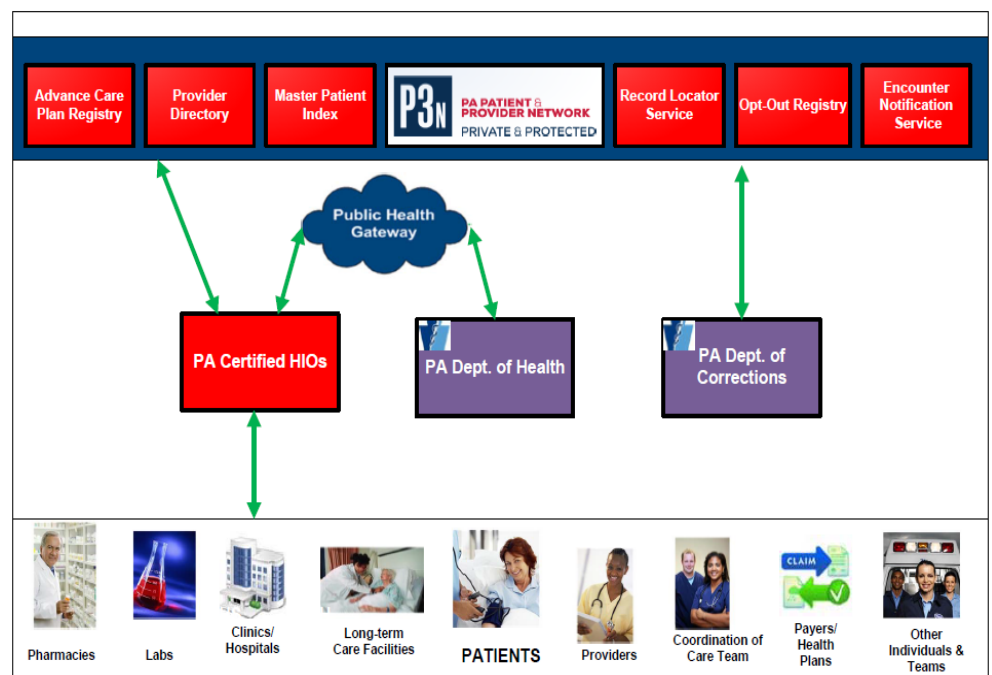 Advance Care
Plan Registry
Provider
Directory
Master Patient
Index
P3N
PA PATIENT &
PROVIDER NETWORK
PRIVATE & PROTECTED
Record Locator
Service
Opt-Out Registry
Encounter
Notification
Service
Public Health
Gateway
PA Certified HIOs
PA Dept. of Health
PA Dept. of
Corrections
CLAIM
Pharmacies
Labs
Clinics/
Hospitals
Long-term
Care Facilities
PATIENTS
Providers
Coordination of
Care Team
Payers/
Health
Plans
Other
Individuals &
Teams